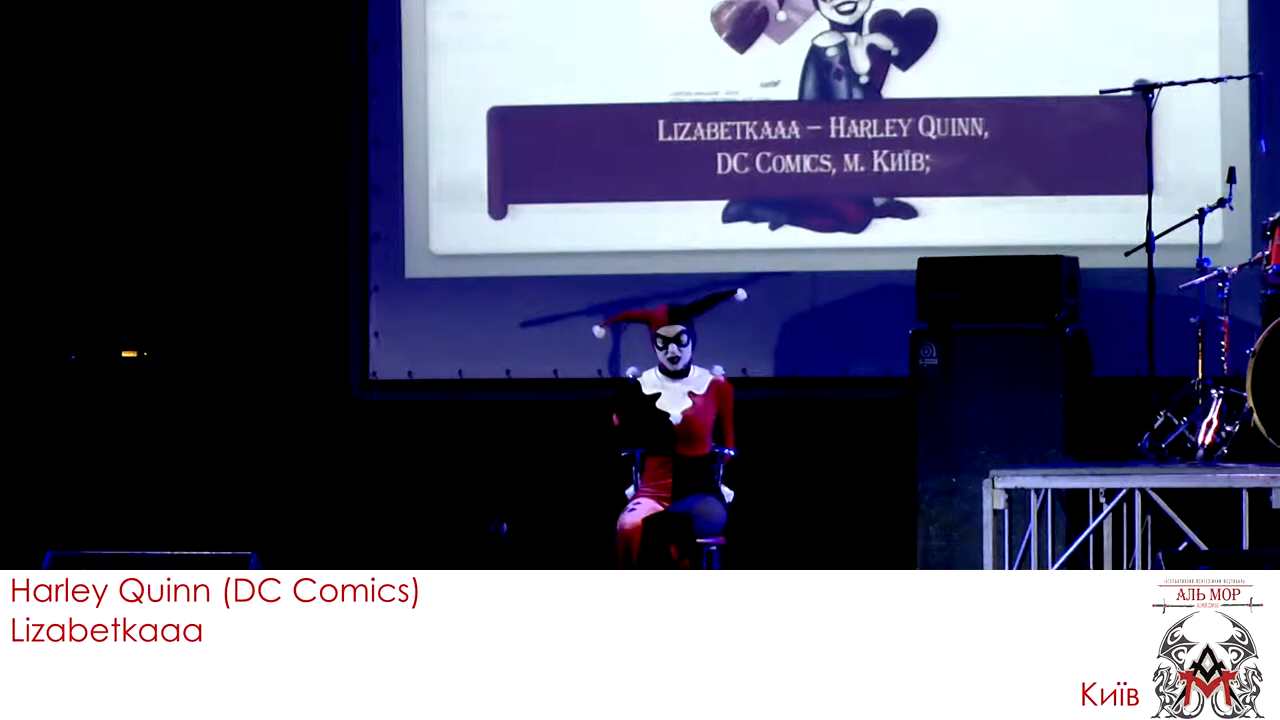 LIZABETKAAA – HARLEY QUINN,
DC COMICS, М. КИЇВ;
Harley Quinn (DC Comics)
Lizabetkaaa
АЛЬ МОР
Київ